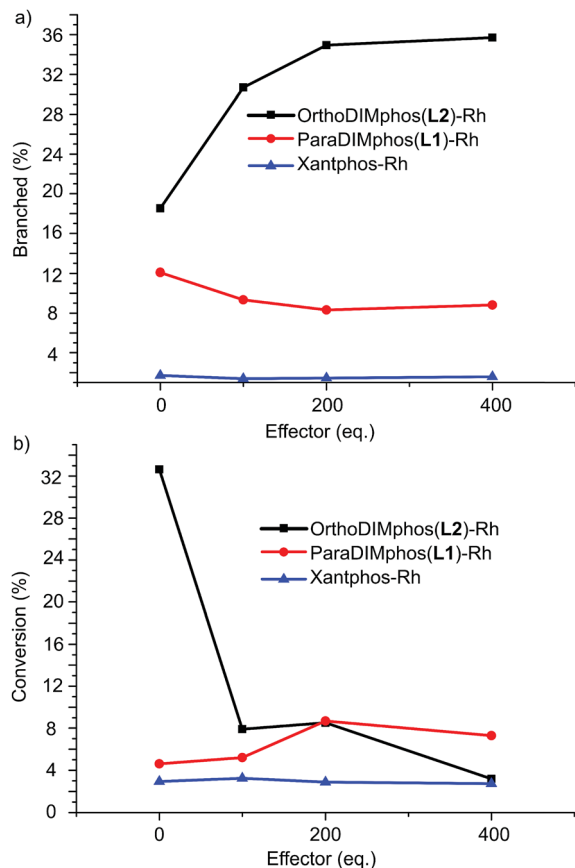 a)
36
32
28
24
20
16
12
8
4
Branched (%)
OrthoDIMphos(L2)-Rh
ParaDIMphos(L1)-Rh
Xantphos-Rh
0 200 400
Effector (eq.)
b)
32
28
24
20
16
12
8
4
0
Conversion (%)
OrthoDIMphos(L2)-Rh
ParaDIMphos(L1)-Rh
Xantphos-Rh
0 200 400
Effector (eq.)